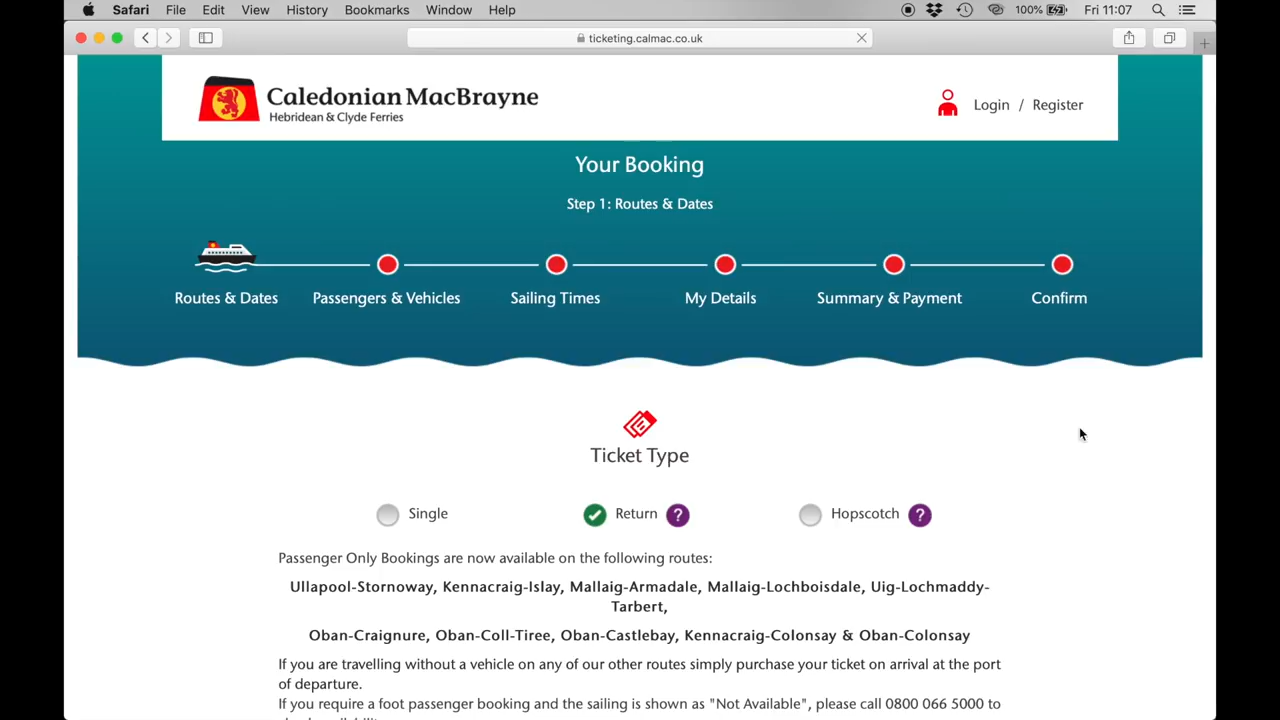 Safari File Edit View History Bookmarks Window Help 100% Fri 11:07
ticketing.calmac.co.uk
Caledonian MacBrayne
Hebridean & Clyde Ferries
Login / Register
Your Booking
Step 1: Routes & Dates
Routes & Dates Passengers & Vehicles Sailing Times My Details Summary & Payment Confirm
Ticket Type
Single Return ? Hopscotch ?
Passenger Only Bookings are now available on the following routes:
Ullapool-Stornoway, Kennacraig-Islay, Mallaig-Armadale, Mallaig-Lochboisdale, Uig-Lochmaddy-
Tarbert,
Oban-Craignure, Oban-Coll-Tiree, Oban-Castlebay, Kennacraig-Colonsay & Oban-Colonsay
If you are travelling without a vehicle on any of our other routes simply purchase your ticket on arrival at the port
of departure.
If you require a foot passenger booking and the sailing is shown as "Not Available", please call 0800 066 5000 to